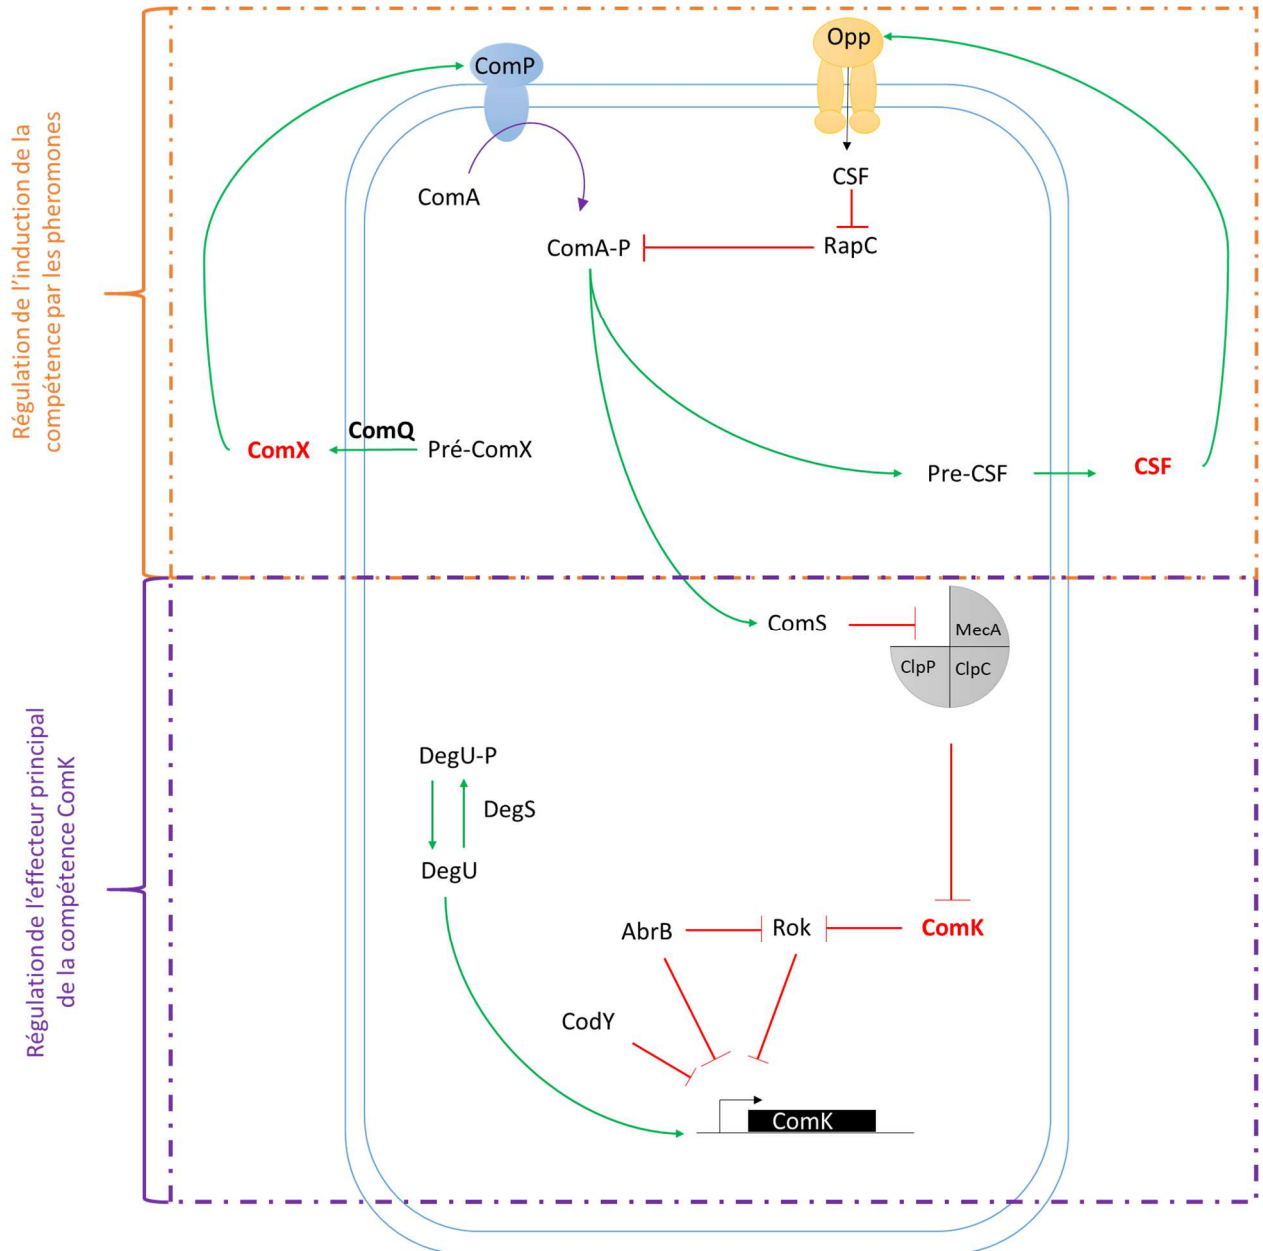 Régulation de l'induction de la
compétence par les pheromones
ComP
Opp
ComA
CSF
ComA-P
RapC
ComX
ComQ
Pré-ComX
Pre-CSF
CSF
Régulation de l'effecteur principal
de la compétence ComK
ComS
MecA
ClpP
ClpC
DegU-P
DegS
DegU
AbrB
Rok
ComK
CodY
ComK